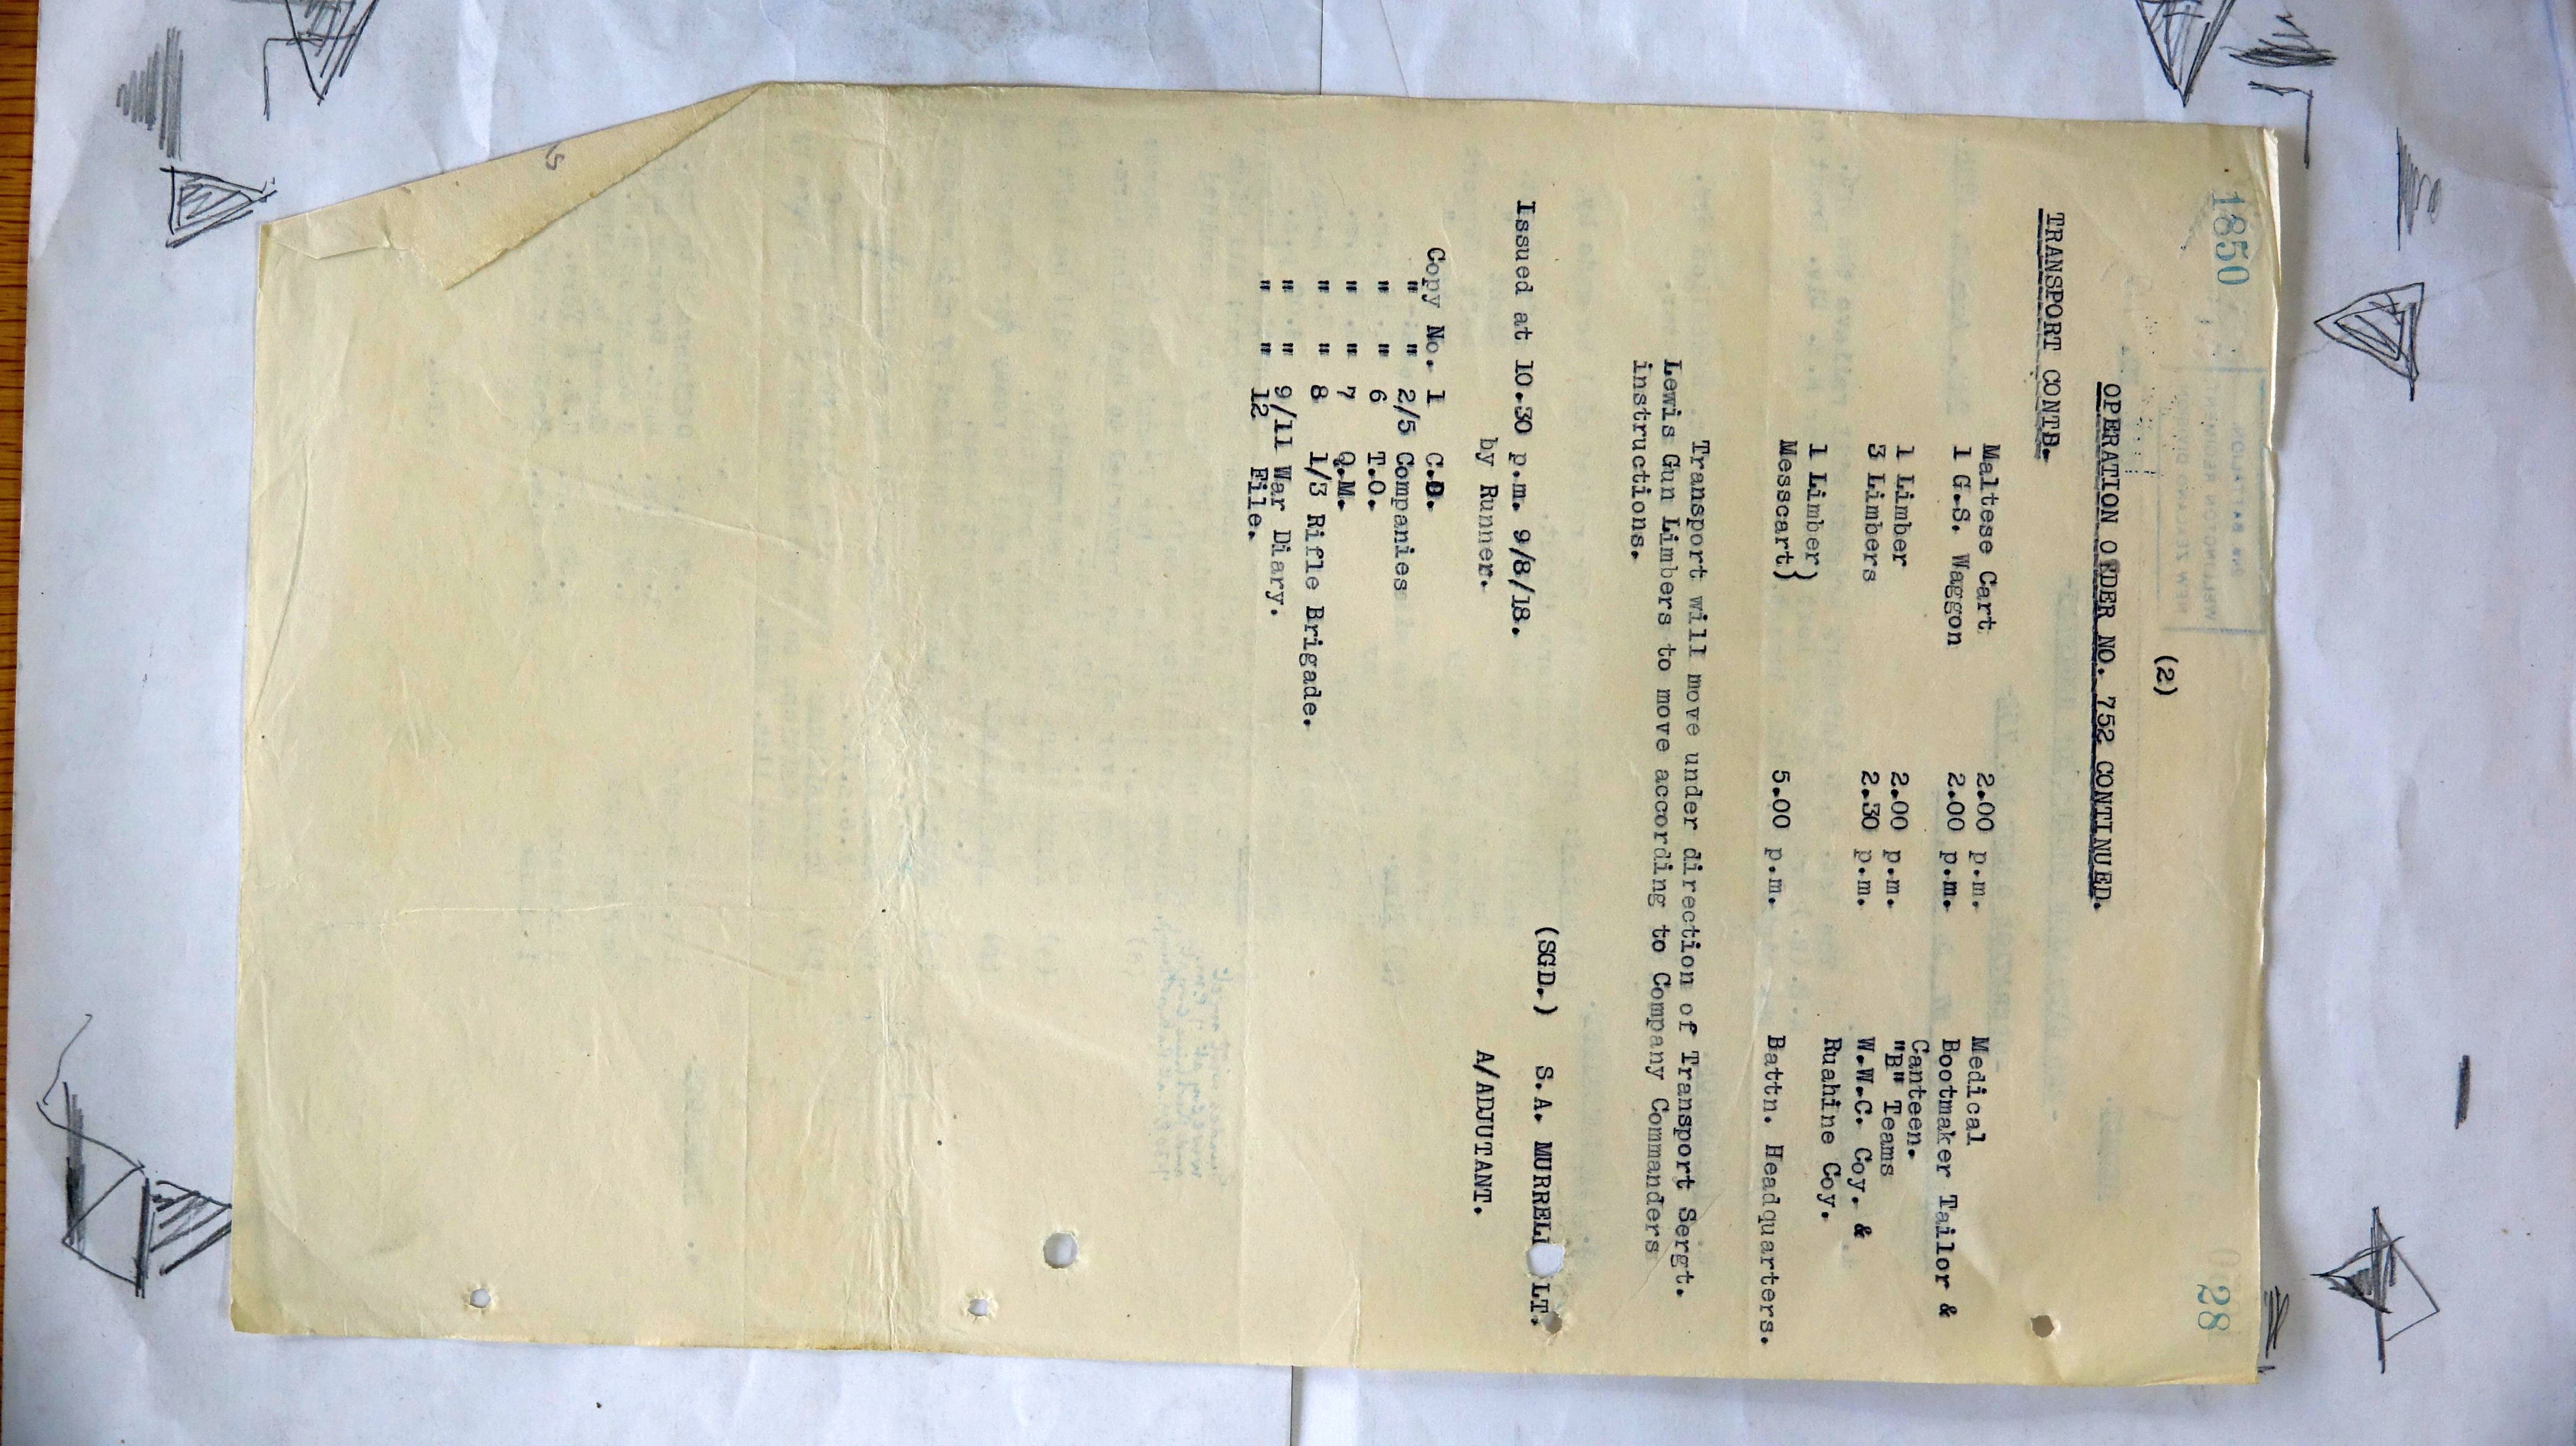 1850
28
(2)
OPERATION ORDER NO. 752 CONTINUED.
TRANSPORT CONTD.
Maltese Cart 2.00 p.m. Medical
1 G.S. Waggon 2.00 p.m. Bootmaker Tailor &
Canteen.
1 Limber 2.00 p.m. "B" Teams
3 Limbers 2.30 p.m. W.W.C. Coy. &
Ruahine Coy.
1 Limber)
Messcart) 5.00 p.m. Battn. Headquarters.
Transport will move under direction of Transport Sergt.
Lewis Gun Limbers to move according to Company Commanders
instructions.
(SGD.) S.A. MURRELL LT.
Issued at 10.30 p.m. 9/8/18.
by Runner. A/ADJUTANT.
Copy No. 1 C.O.
" " 2/5 Companies
" " 6 T.O.
" " 7 Q.M.
" " 8 1/3 Rifle Brigade.
" " 9/11 War Diary.
" " 12 File.